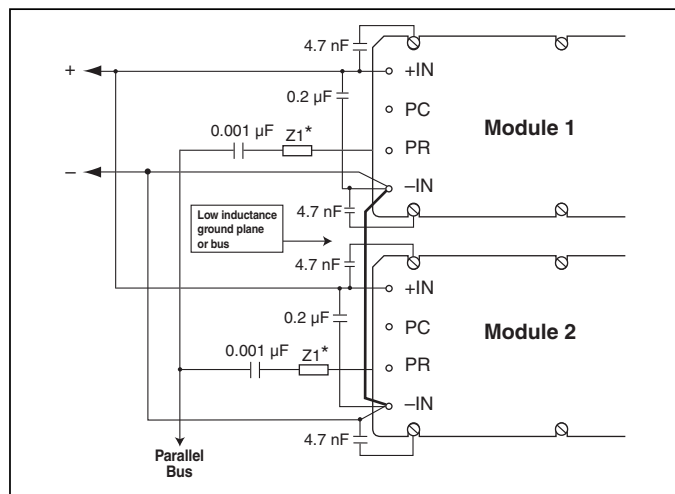 4.7 nF
+
+IN
0.2 µF
PC
Module 1
0.001 µF
Z1*
PR
–
–IN
4.7 nF
Low inductance
ground plane
or bus
4.7 nF
+IN
0.2 µF
PC
Module 2
0.001 µF
Z1*
PR
–IN
4.7 nF
Parallel
Bus